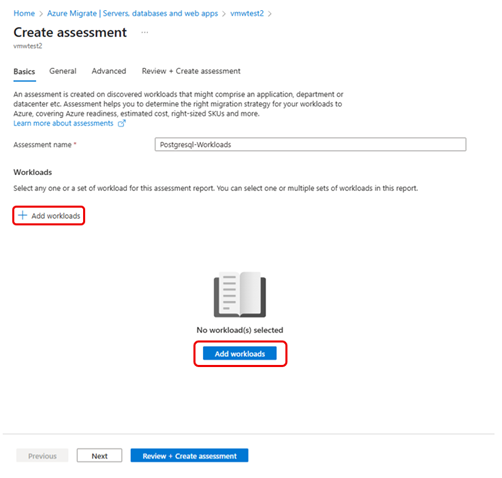 Home > Azure Migrate | Servers, databases and web apps > vmwtest2 >
Create assessment ...
vmwtest2
Basics General Advanced Review + Create assessment
An assessment is created on discovered workloads that might comprise an application, department or
datacenter etc. Assessment helps you to determine the right migration strategy for your workloads to
Azure, covering Azure readiness, estimated cost, right-sized SKUs and more.
Learn more about assessments
Assessment name * Postgresql-Workloads
Workloads
Select any one or a set of workload for this assessment report. You can select one or multiple sets of workloads in this report.
+ Add workloads
No workload(s) selected
Add workloads
Previous Next Review + Create assessment